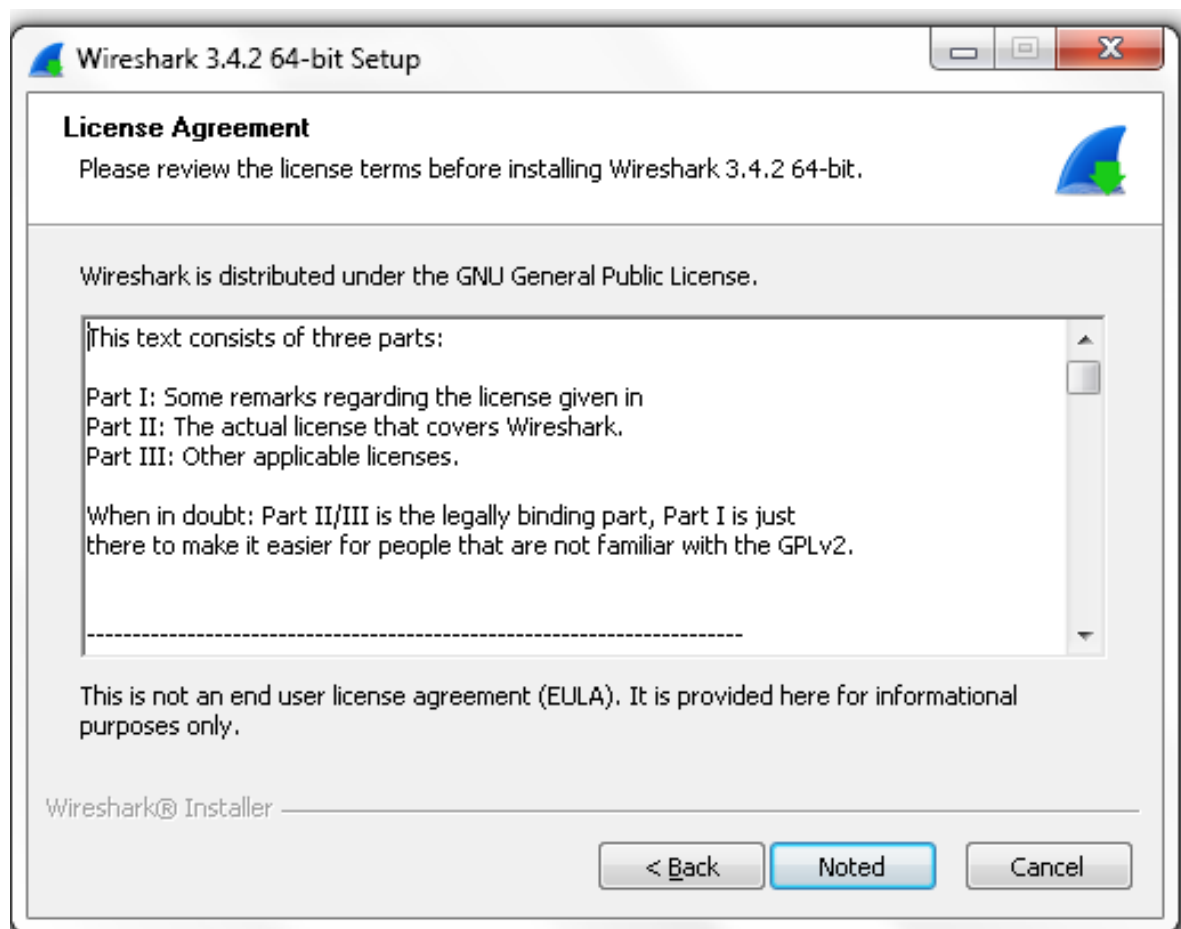 Wireshark 3.4.2 64-bit Setup
License Agreement
Please review the license terms before installing Wireshark 3.4.2 64-bit.
Wireshark is distributed under the GNU General Public License.
This text consists of three parts:
Part I: Some remarks regarding the license given in
Part II: The actual license that covers Wireshark.
Part III: Other applicable licenses.
When in doubt: Part II/III is the legally binding part, Part I is just
there to make it easier for people that are not familiar with the GPLv2.
-----------------------------------------------------------------------
This is not an end user license agreement (EULA). It is provided here for informational
purposes only.
Wireshark® Installer
< Back
Noted
Cancel